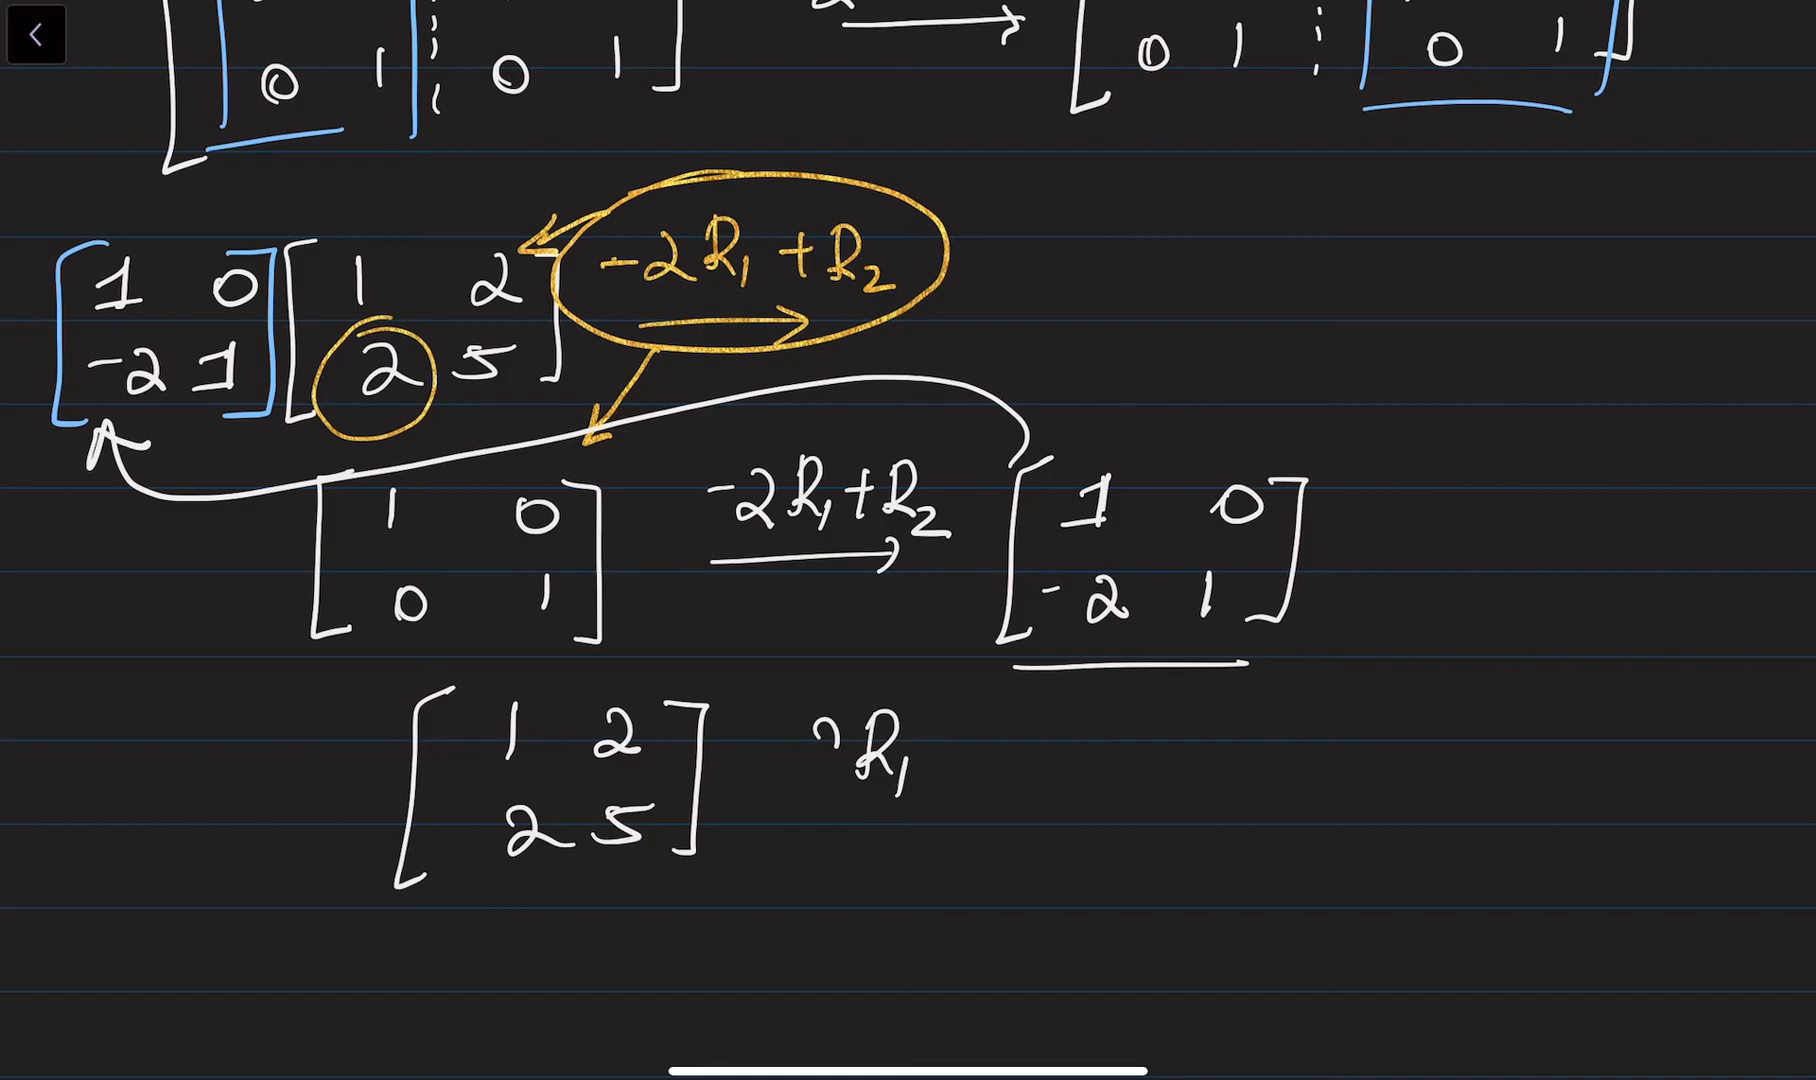 0 1 0 1 0 1 0 1
-2R₁ + R₂
1 0 1 2
-2 1 2 5
1 0 -2R₁+R₂ 1 0
0 1 -2 1
1 2 R₁
2 5